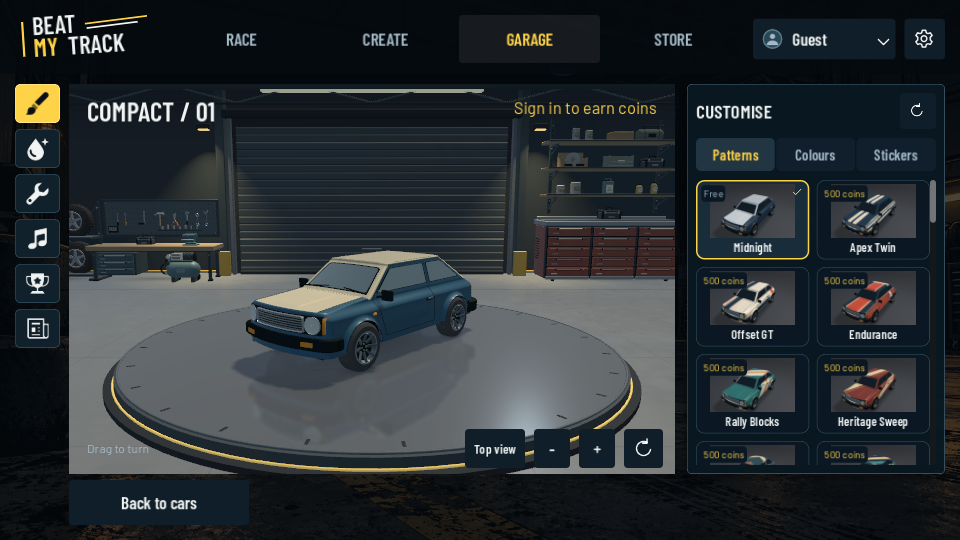 BEAT
MY TRACK
RACE
CREATE
GARAGE
STORE
Guest
COMPACT / 01
Sign in to earn coins
CUSTOMISE
Patterns
Colours
Stickers
Free
Midnight
500 coins
Apex Twin
500 coins
Offset GT
500 coins
Endurance
500 coins
Rally Blocks
500 coins
Heritage Sweep
500 coins
500 coins
Drag to turn
Top view
-
+
Back to cars